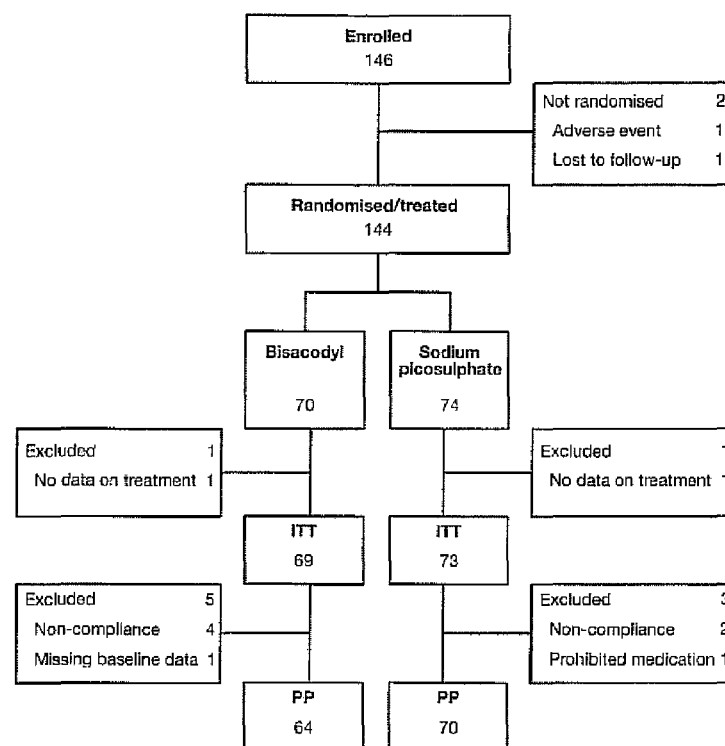 Enrolled
146
Not randomised 2
Adverse event 1
Lost to follow-up 1
Randomised/treated
144
Bisacodyl
70
Sodium
picosulphate
74
Excluded 1
No data on treatment 1
Excluded 1
No data on treatment 1
ITT
69
ITT
73
Excluded 5
Non-compliance 4
Missing baseline data 1
Excluded 3
Non-compliance 2
Prohibited medication 1
PP
64
PP
70